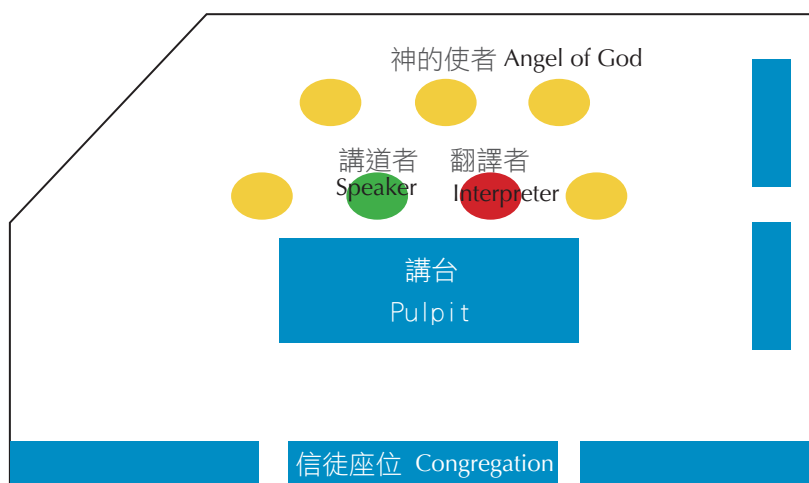 神的使者 Angel of God
講道者 翻譯者
Speaker Interpreter
講台
Pulpit
信徒座位 Congregation